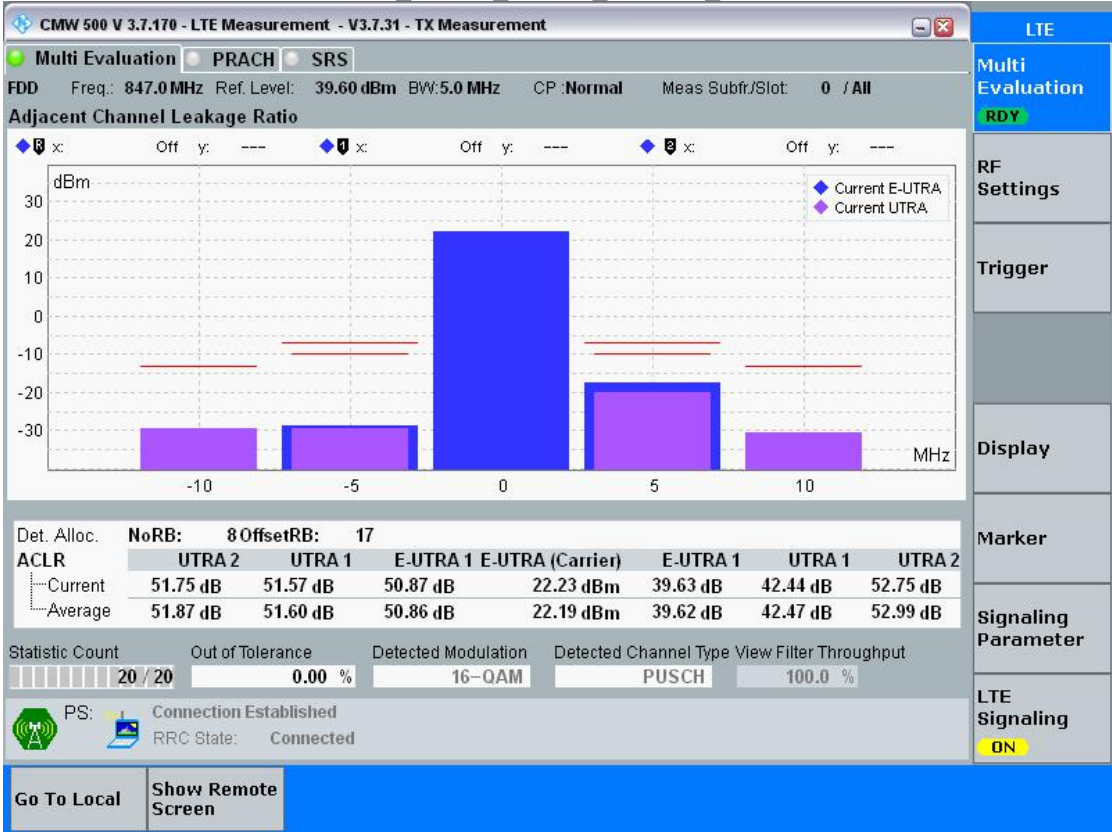 CMW 500 V 3.7.170 - LTE Measurement - V3.7.31 - TX Measurement
LTE
Multi Evaluation PRACH SRS
Multi
Evaluation
RDY
FDD Freq.: 847.0 MHz Ref. Level: 39.60 dBm BW:5.0 MHz CP :Normal Meas Subfr./Slot: 0 / All
Adjacent Channel Leakage Ratio
R x: Off y: --- 1 x: Off y: --- 2 x: Off y: ---
dBm
Current E-UTRA
Current UTRA
30
20
10
0
-10
-20
-30
MHz
-10 -5 0 5 10
RF
Settings
Trigger
Display
Marker
Signaling
Parameter
LTE
Signaling
ON
Det. Alloc. NoRB: 8 OffsetRB: 17
ACLR UTRA 2 UTRA 1 E-UTRA 1 E-UTRA (Carrier) E-UTRA 1 UTRA 1 UTRA 2
Current 51.75 dB 51.57 dB 50.87 dB 22.23 dBm 39.63 dB 42.44 dB 52.75 dB
Average 51.87 dB 51.60 dB 50.86 dB 22.19 dBm 39.62 dB 42.47 dB 52.99 dB
Statistic Count Out of Tolerance Detected Modulation Detected Channel Type View Filter Throughput
20 / 20 0.00 % 16-QAM PUSCH 100.0 %
PS: Connection Established
RRC State: Connected
Go To Local
Show Remote
Screen